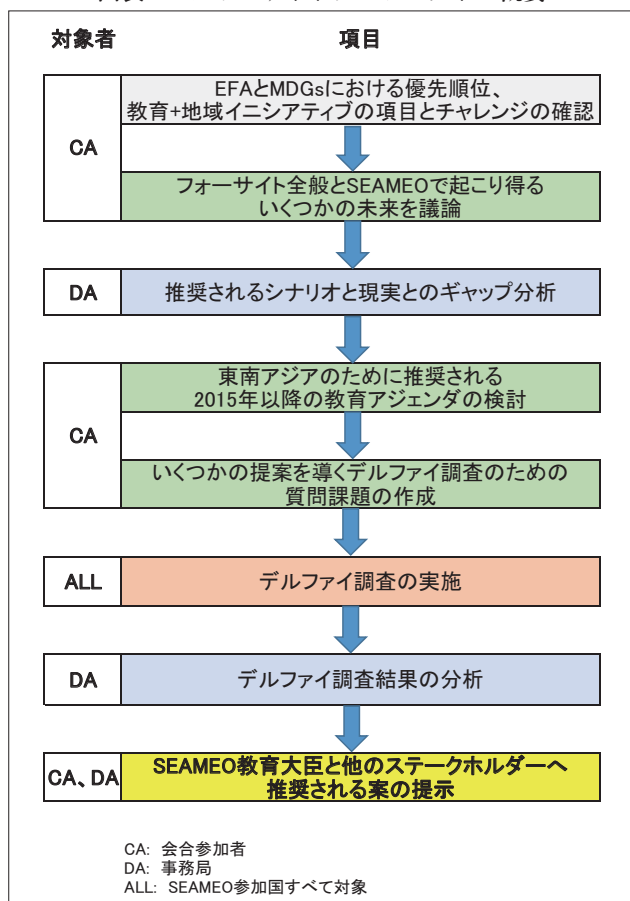 対象者 項目
EFAとMDGsにおける優先順位、
教育+地域イニシアティブの項目とチャレンジの確認
CA
フォーサイト全般とSEAMEOで起こり得る
いくつかの未来を議論
DA 推奨されるシナリオと現実とのギャップ分析
東南アジアのために推奨される
2015年以降の教育アジェンダの検討
CA
いくつかの提案を導くデルファイ調査のための
質問課題の作成
ALL デルファイ調査の実施
DA デルファイ調査結果の分析
CA、DA SEAMEO教育大臣と他のステークホルダーへ
推奨される案の提示
CA: 会合参加者
DA: 事務局
ALL: SEAMEO参加国すべて対象